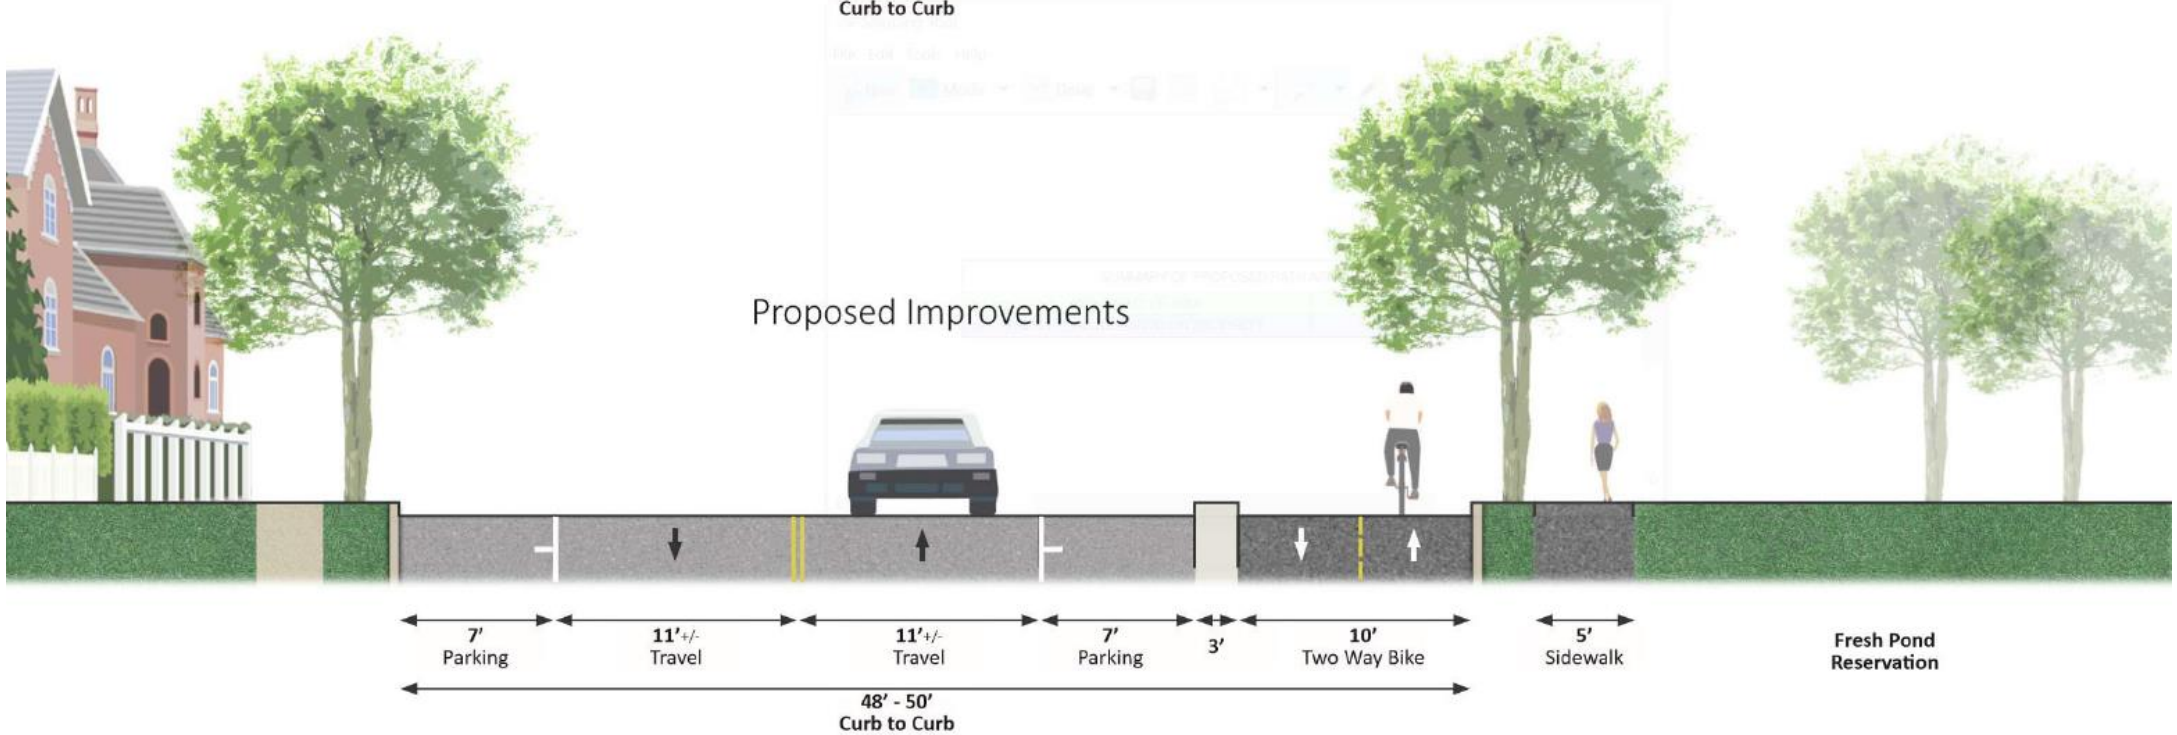 Curb to Curb
Proposed Improvements
7'
Parking
11'+/-
Travel
11'+/-
Travel
7'
Parking
3'
10'
Two Way Bike
5'
Sidewalk
Fresh Pond
Reservation
48' - 50'
Curb to Curb